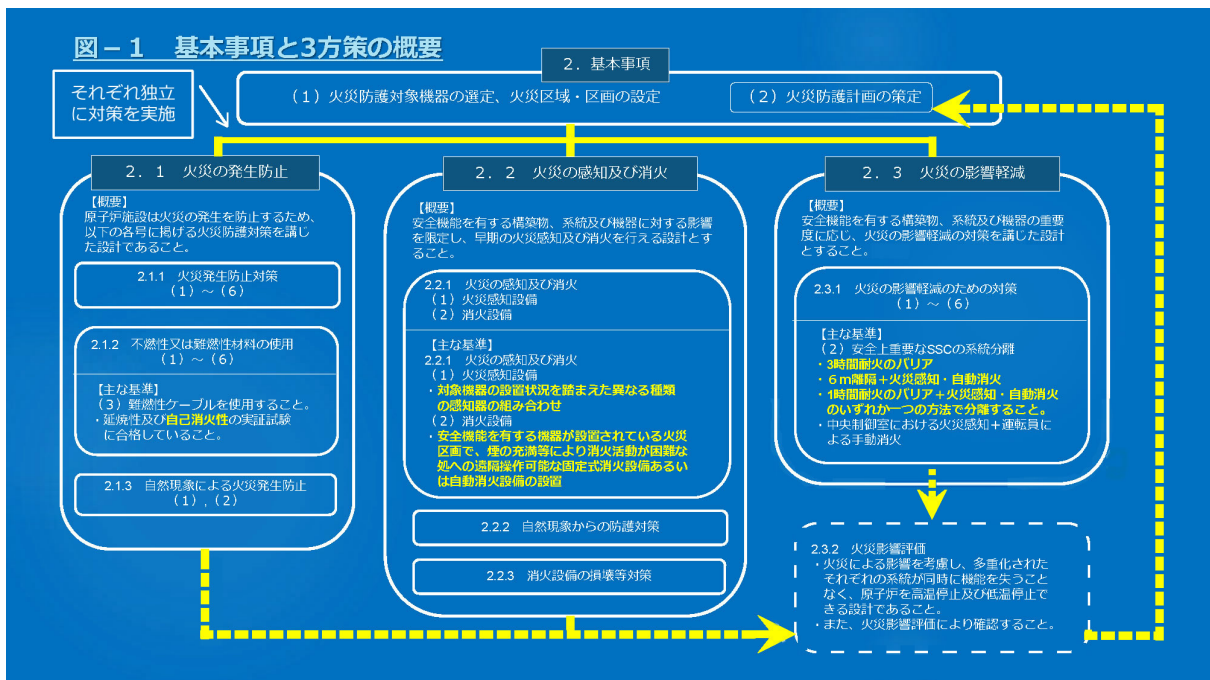 図－１　基本事項と3方策の概要
それぞれ独立
に対策を実施
２．基本事項
（１）火災防護対象機器の選定、火災区域・区画の設定
（２）火災防護計画の策定
２．１　火災の発生防止
【概要】
原子炉施設は火災の発生を防止するため、
以下の各号に掲げる火災防護対策を講じ
た設計であること。
2.1.1　火災発生防止対策
（１）～（６）
2.1.2　不燃性又は難燃性材料の使用
（１）～（６）
【主な基準】
（３）難燃性ケーブルを使用すること。
・延焼性及び自己消火性の実証試験
に合格していること。
2.1.3　自然現象による火災発生防止
（１）,（２）
２．２　火災の感知及び消火
【概要】
安全機能を有する構築物、系統及び機器に対する影響
を限定し、早期の火災感知及び消火を行える設計とす
ること。
2.2.1　火災の感知及び消火
（１）火災感知設備
（２）消火設備
【主な基準】
2.2.1　火災の感知及び消火
（１）火災感知設備
・対象機器の設置状況を踏まえた異なる種類
の感知器の組み合わせ
（２）消火設備
・安全機能を有する機器が設置されている火災
区画で、煙の充満等により消火活動が困難な
処への遠隔操作可能な固定式消火設備あるい
は自動消火設備の設置
2.2.2　自然現象からの防護対策
2.2.3　消火設備の損壊等対策
２．３　火災の影響軽減
【概要】
安全機能を有する構築物、系統及び機器の重要
度に応じ、火災の影響軽減の対策を講じた設計
とすること。
2.3.1　火災の影響軽減のための対策
（１）～（６）
【主な基準】
（２）安全上重要なSSCの系統分離
・3時間耐火のバリア
・６ｍ離隔＋火災感知・自動消火
・1時間耐火のバリア＋火災感知・自動消火
のいずれか一つの方法で分離すること。
・中央制御室における火災感知＋運転員に
よる手動消火
2.3.2　火災影響評価
・火災による影響を考慮し、多重化された
それぞれの系統が同時に機能を失うこと
なく、原子炉を高温停止及び低温停止で
きる設計であること。
・また、火災影響評価により確認すること。